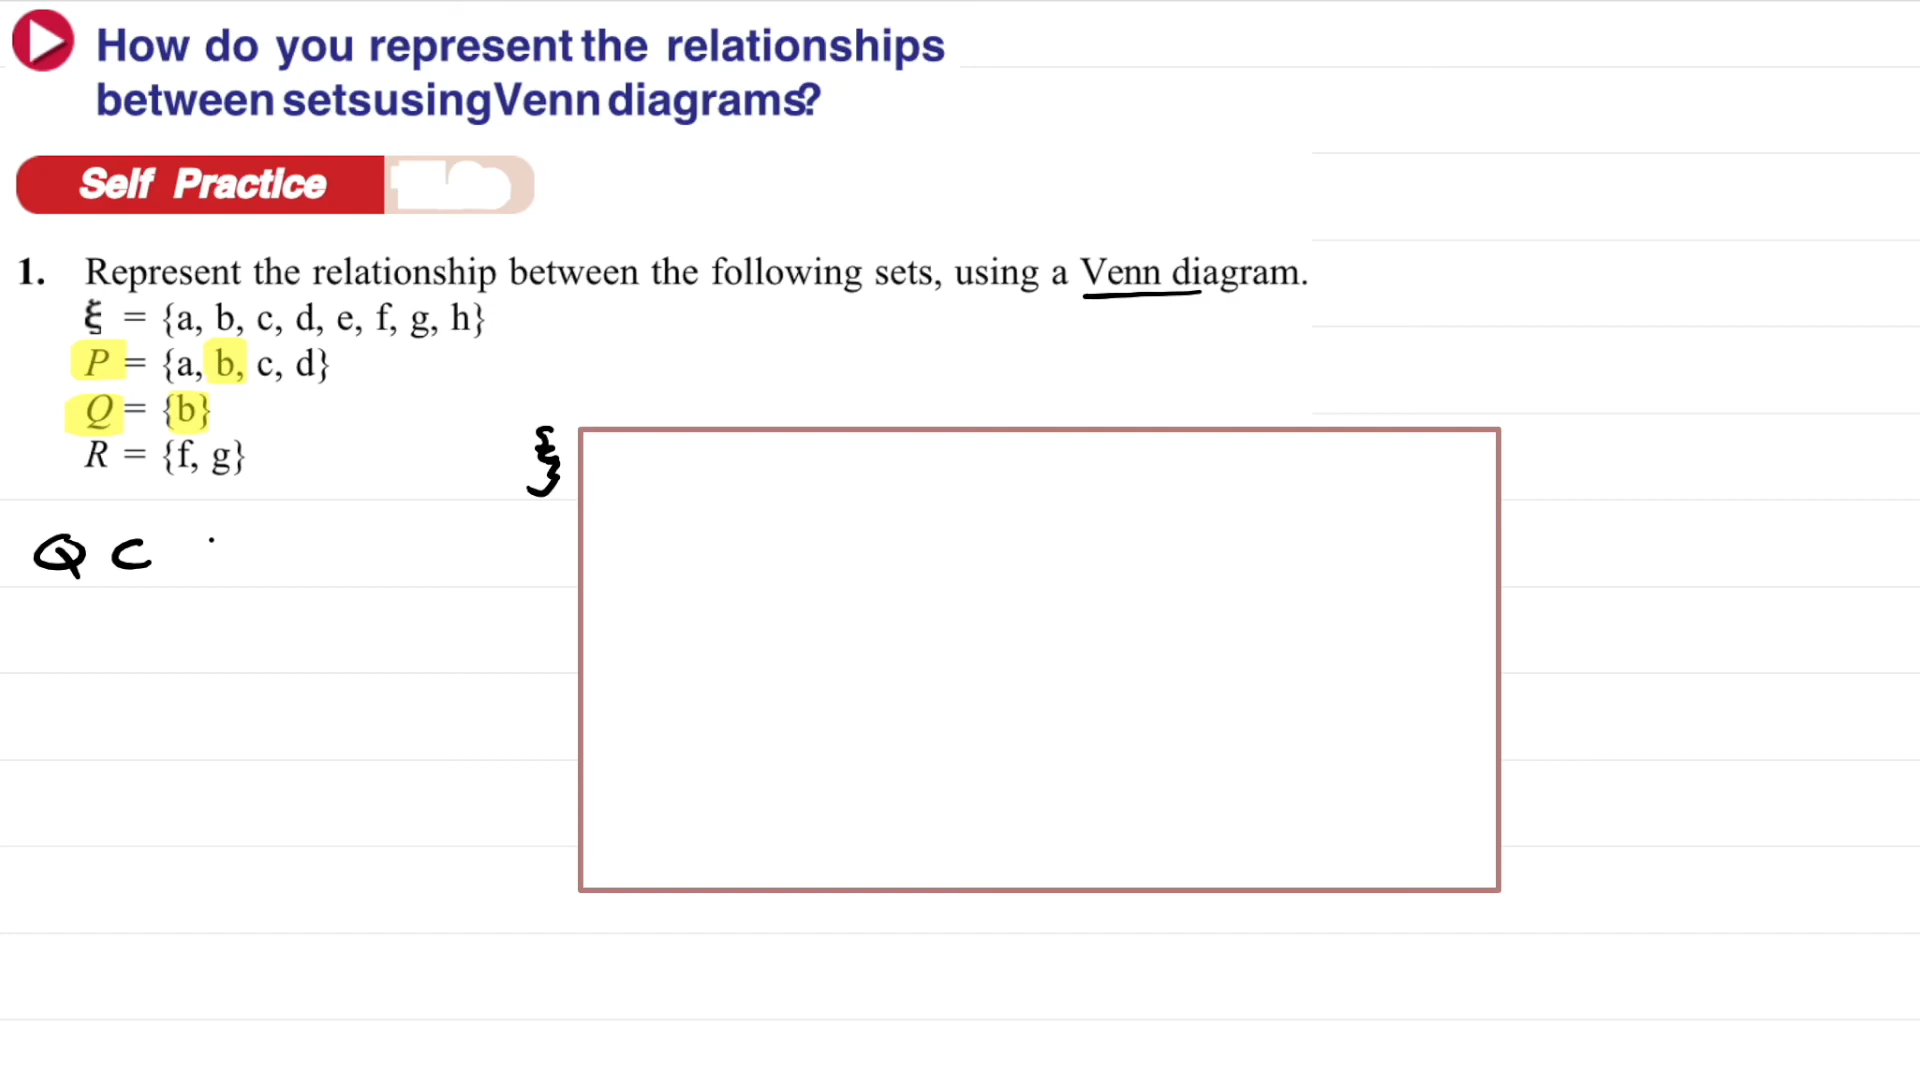 How do you represent the relationships
between sets using Venn diagrams?
Self Practice
1. Represent the relationship between the following sets, using a Venn diagram.
ξ = {a, b, c, d, e, f, g, h}
P = {a, b, c, d}
Q = {b}
R = {f, g}
ξ
Q ⊂